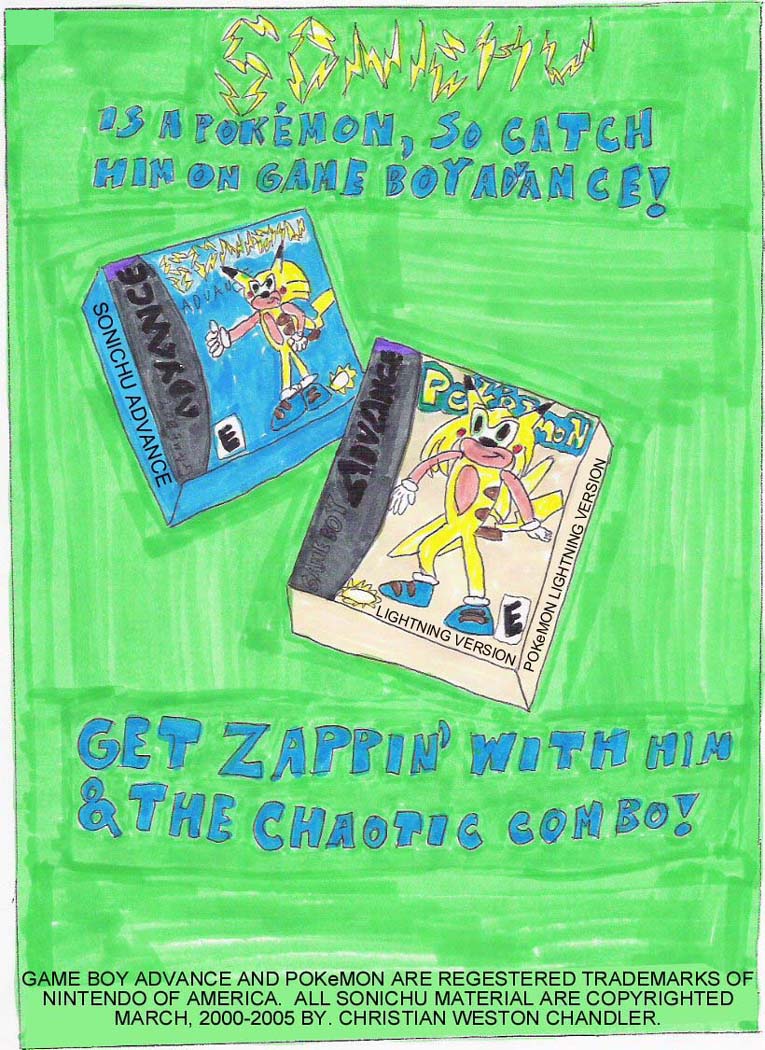 SONICHU
IS A POKÉMON, SO CATCH
HIM ON GAME BOY ADVANCE!
SONICHU
ADVANCE
ADVANCE
SONICHU ADVANCE
E
GAME BOY ADVANCE
POKéMON
LIGHTNING VERSION
E
POKeMON LIGHTNING VERSION
GET ZAPPIN' WITH HIM
& THE CHAOTIC COMBO!
GAME BOY ADVANCE AND POKeMON ARE REGESTERED TRADEMARKS OF
NINTENDO OF AMERICA.  ALL SONICHU MATERIAL ARE COPYRIGHTED
MARCH, 2000-2005 BY. CHRISTIAN WESTON CHANDLER.